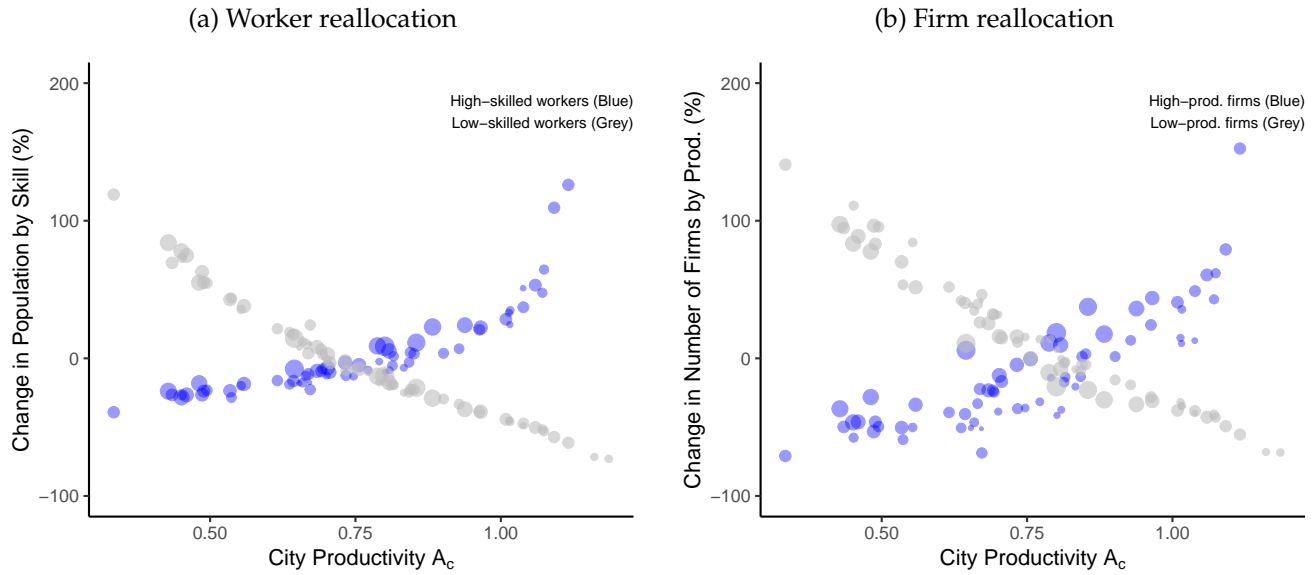 (a) Worker reallocation
200
100
0
−100
0.50
0.75
1.00
Change in Population by Skill (%)
City Productivity Ac
High−skilled workers (Blue)
Low−skilled workers (Grey)
(b) Firm reallocation
200
100
0
−100
0.50
0.75
1.00
Change in Number of Firms by Prod. (%)
City Productivity Ac
High−prod. firms (Blue)
Low−prod. firms (Grey)